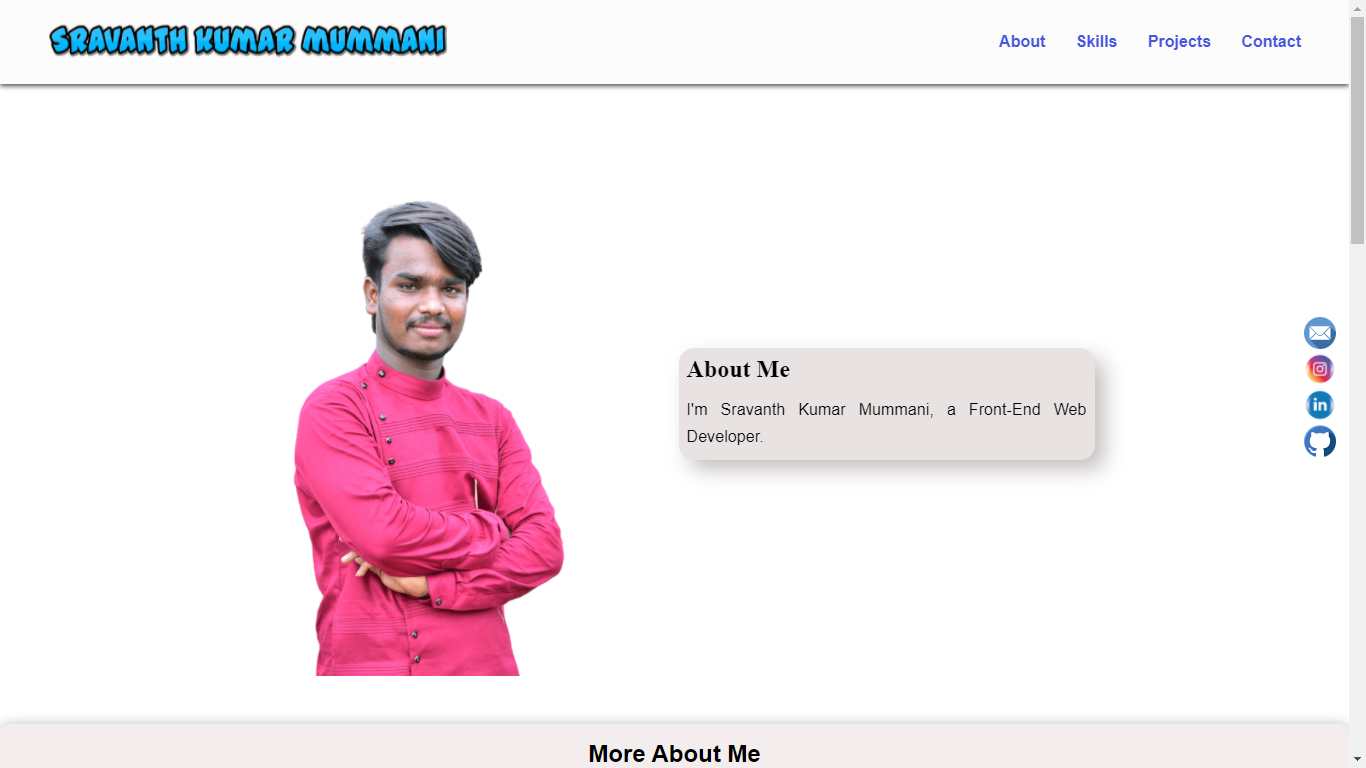 SRAVANTH KUMAR MUMMANI
About Skills Projects Contact
About Me
I'm Sravanth Kumar Mummani, a Front-End Web
Developer.
in
More About Me